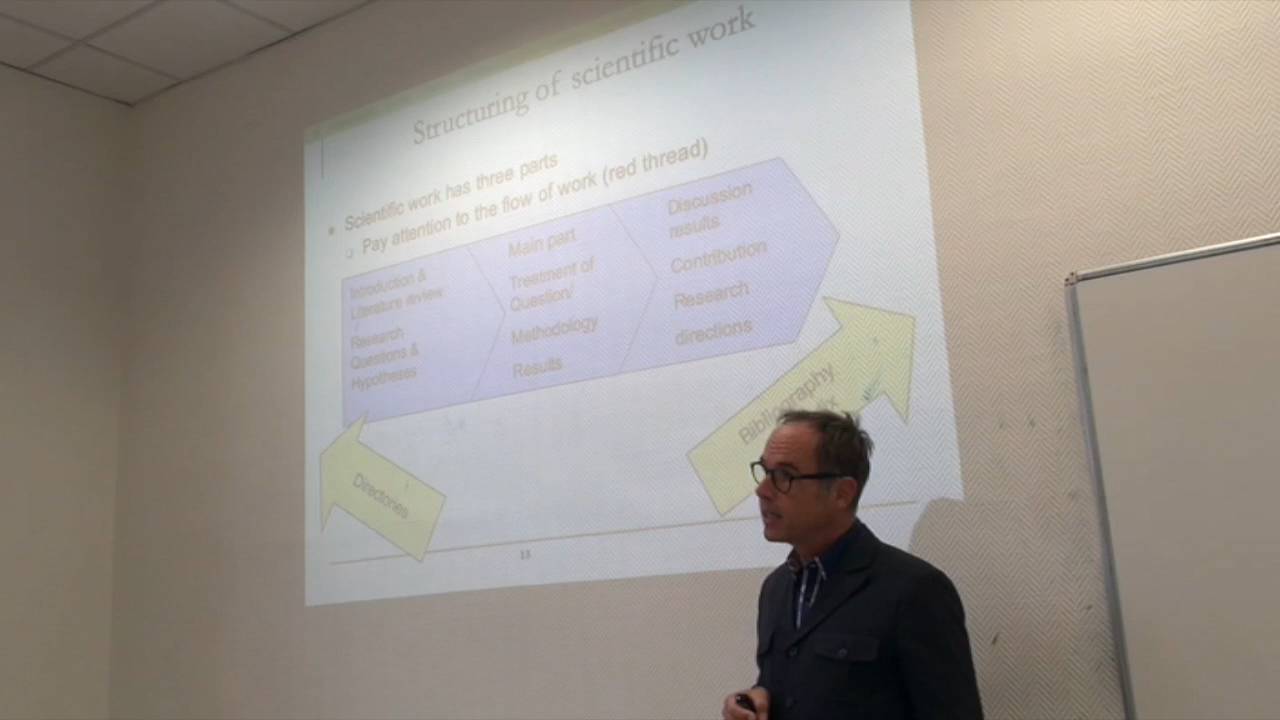 Structuring of scientific work
Scientific work has three parts
Pay attention to the flow of work (red thread)
Introduction &
Literature review
Research
Questions &
Hypotheses
Main part
Treatment of
Question/
Methodology
Results
Discussion
results
Contribution
Research
directions
Directories
Bibliography